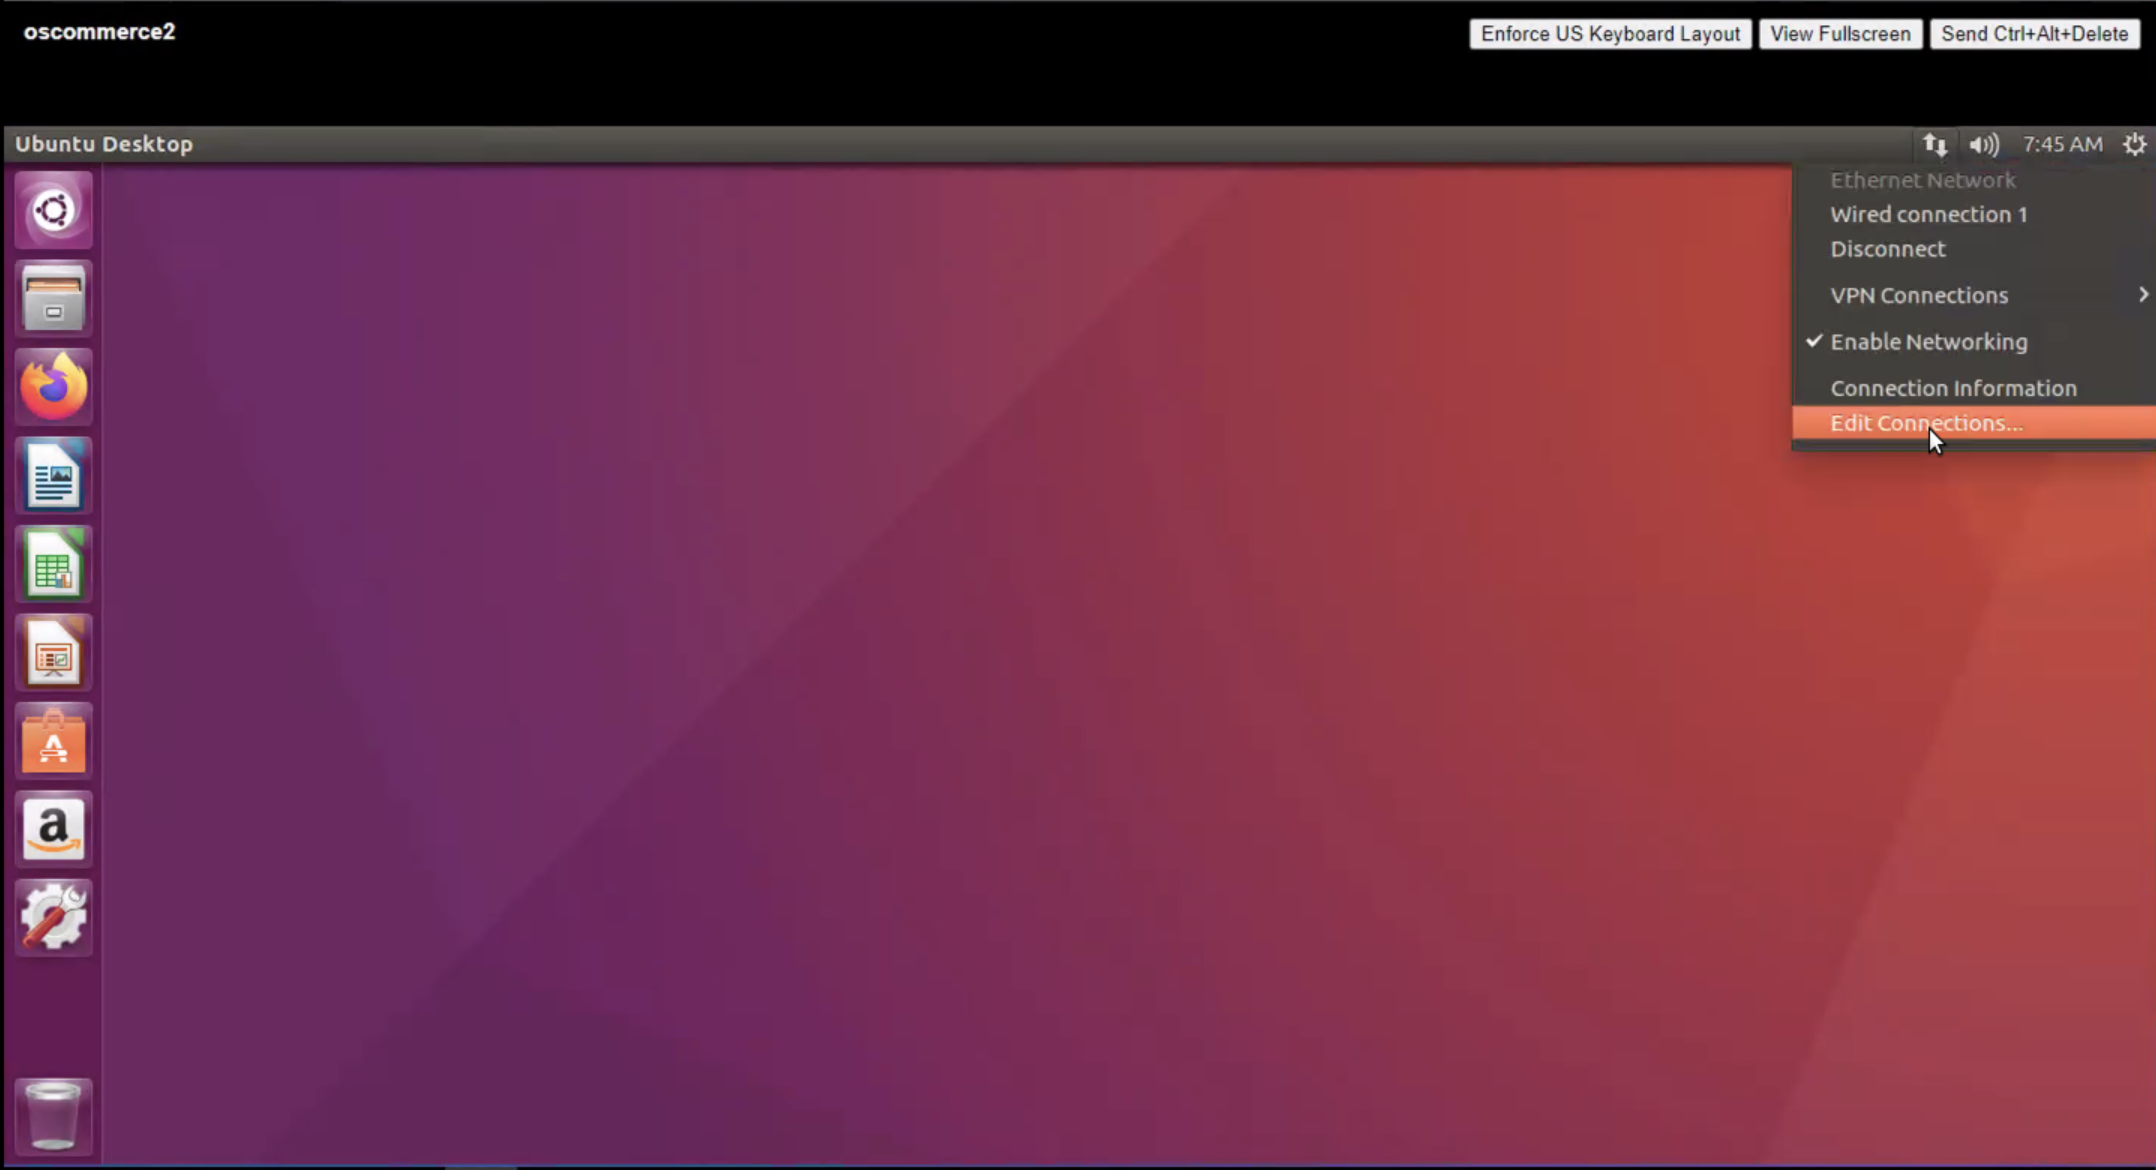 oscommerce2
Enforce US Keyboard Layout
View Fullscreen
Send Ctrl+Alt+Delete
Ubuntu Desktop
7:45 AM
Ethernet Network
Wired connection 1
Disconnect
VPN Connections
Enable Networking
Connection Information
Edit Connections...